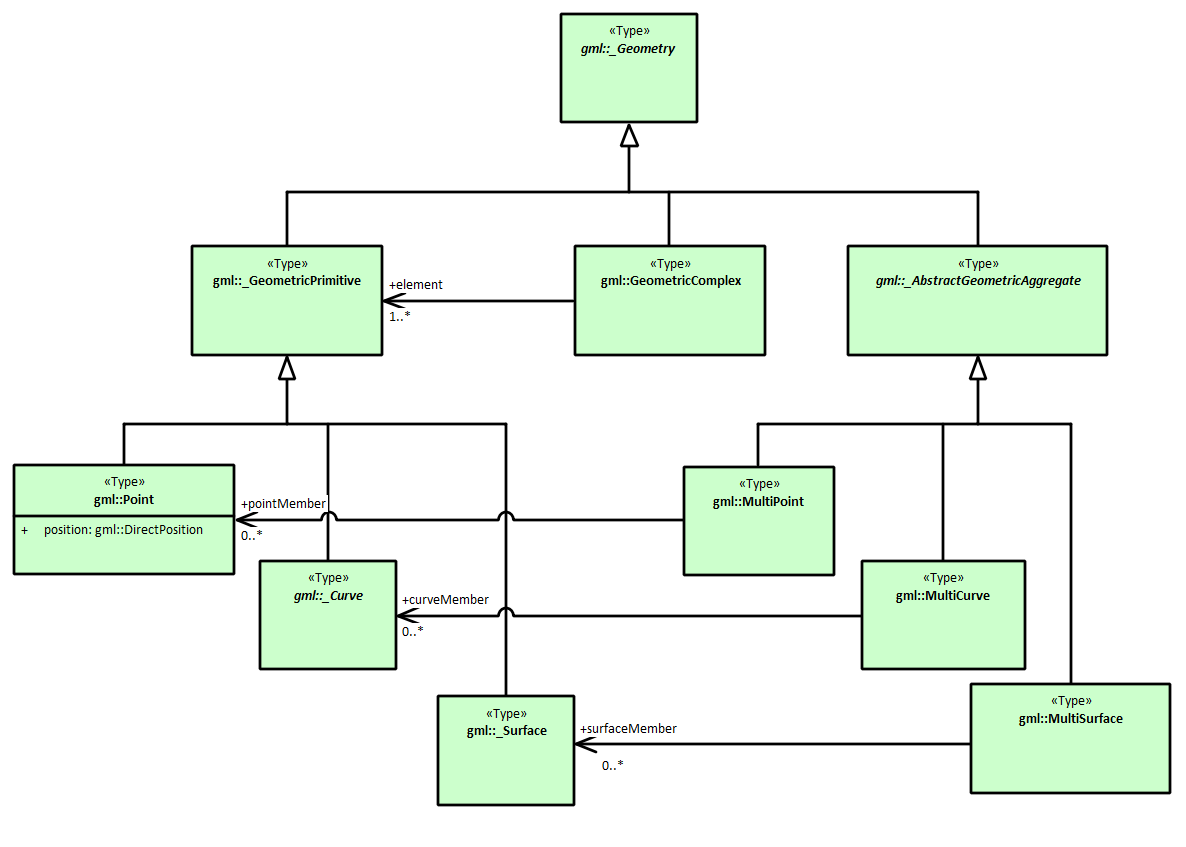 «Type»
gml::_Geometry
«Type»
gml::_GeometricPrimitive
+element
1..*
«Type»
gml::GeometricComplex
«Type»
gml::_AbstractGeometricAggregate
«Type»
gml::Point
+ position: gml::DirectPosition
+pointMember
0..*
«Type»
gml::MultiPoint
«Type»
gml::_Curve
+curveMember
0..*
«Type»
gml::MultiCurve
«Type»
gml::_Surface
+surfaceMember
0..*
«Type»
gml::MultiSurface